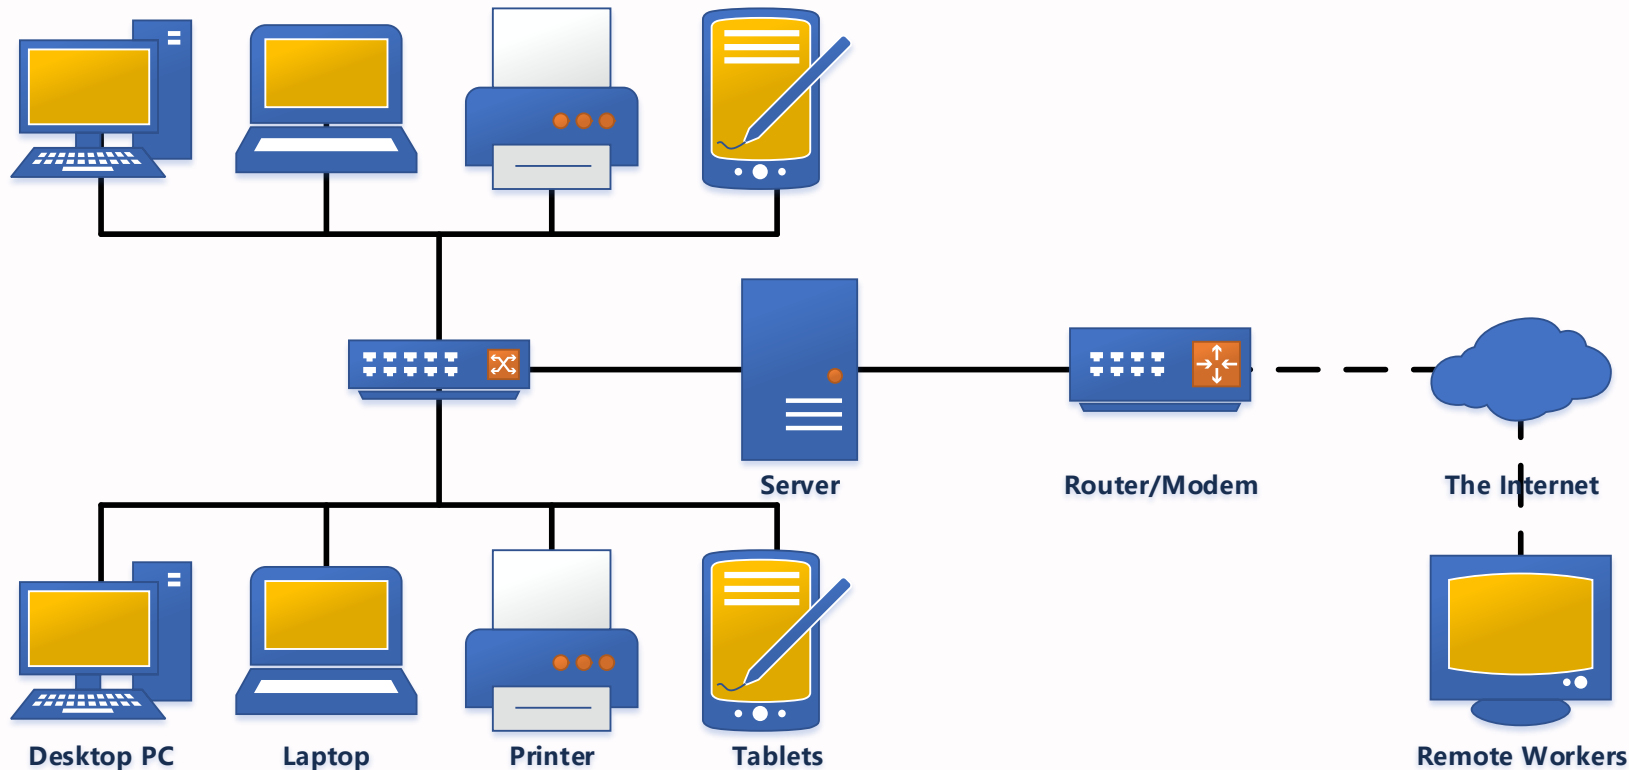 Server
Router/Modem
The Internet
Desktop PC
Laptop
Printer
Tablets
Remote Workers